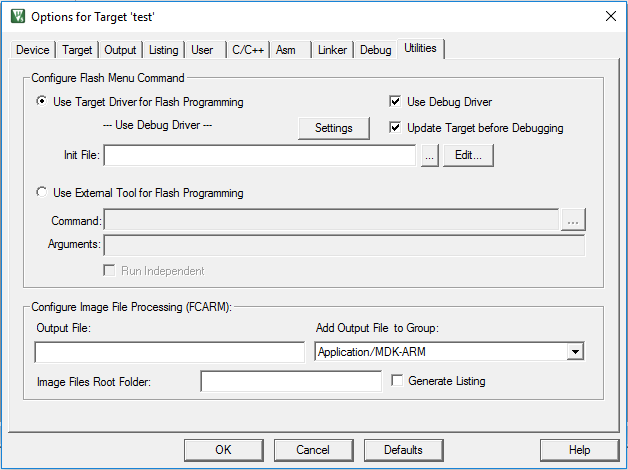 Options for Target 'test'
Device Target Output Listing User C/C++ Asm Linker Debug Utilities
Configure Flash Menu Command
Use Target Driver for Flash Programming
Use Debug Driver
--- Use Debug Driver ---
Settings
Update Target before Debugging
Init File:
...
Edit...
Use External Tool for Flash Programming
Command:
...
Arguments:
Run Independent
Configure Image File Processing (FCARM):
Output File:
Add Output File to Group:
Application/MDK-ARM
Image Files Root Folder:
Generate Listing
OK Cancel Defaults Help